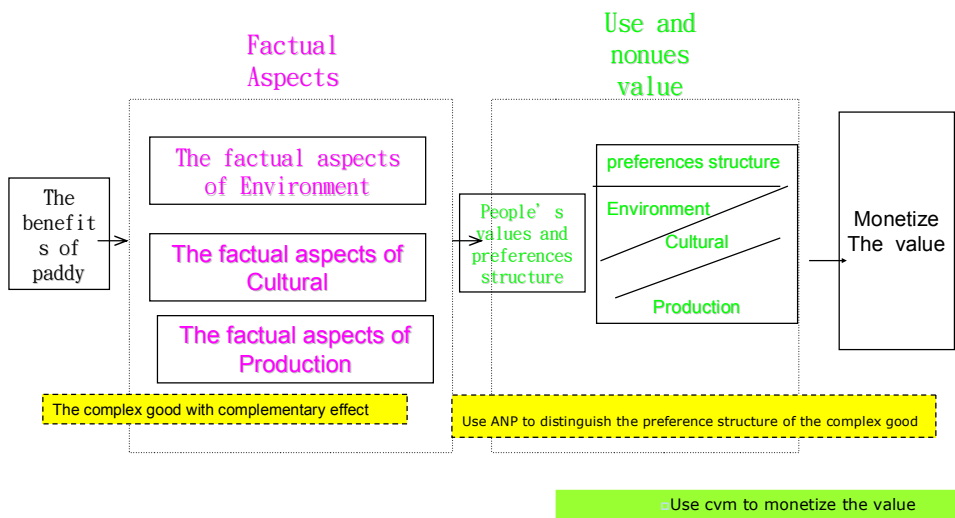 Factual
Aspects
Use and
nonues
value
The
benefit
s of
paddy
The factual aspects
of Environment
The factual aspects of
Cultural
The factual aspects of
Production
People's
values and
preferences
structure
preferences structure
Environment
Cultural
Production
Monetize
The value
The complex good with complementary effect
Use ANP to distinguish the preference structure of the complex good
Use cvm to monetize the value